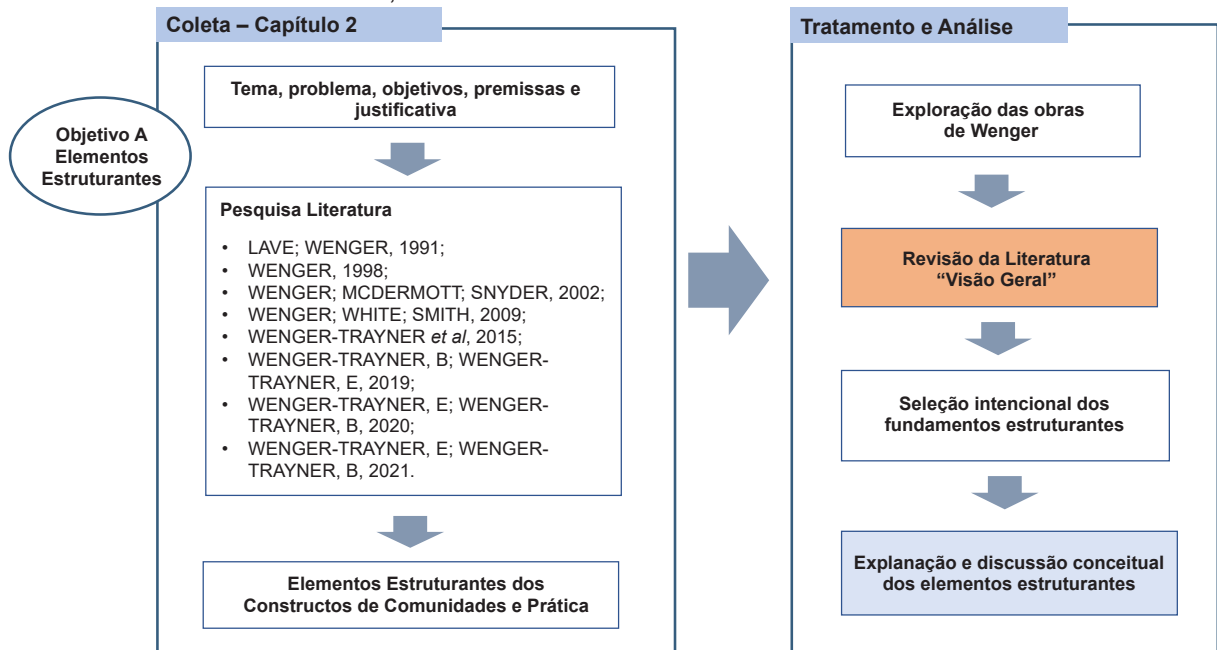 Coleta – Capítulo 2
Objetivo A
Elementos
Estruturantes
Tema, problema, objetivos, premissas e
justificativa
Pesquisa Literatura
• LAVE; WENGER, 1991;
• WENGER, 1998;
• WENGER; MCDERMOTT; SNYDER, 2002;
• WENGER; WHITE; SMITH, 2009;
• WENGER-TRAYNER et al, 2015;
• WENGER-TRAYNER, B; WENGER-
TRAYNER, E, 2019;
• WENGER-TRAYNER, E; WENGER-
TRAYNER, B, 2020;
• WENGER-TRAYNER, E; WENGER-
TRAYNER, B, 2021.
Elementos Estruturantes dos
Constructos de Comunidades e Prática
Tratamento e Análise
Exploração das obras
de Wenger
Revisão da Literatura
“Visão Geral”
Seleção intencional dos
fundamentos estruturantes
Explanação e discussão conceitual
dos elementos estruturantes